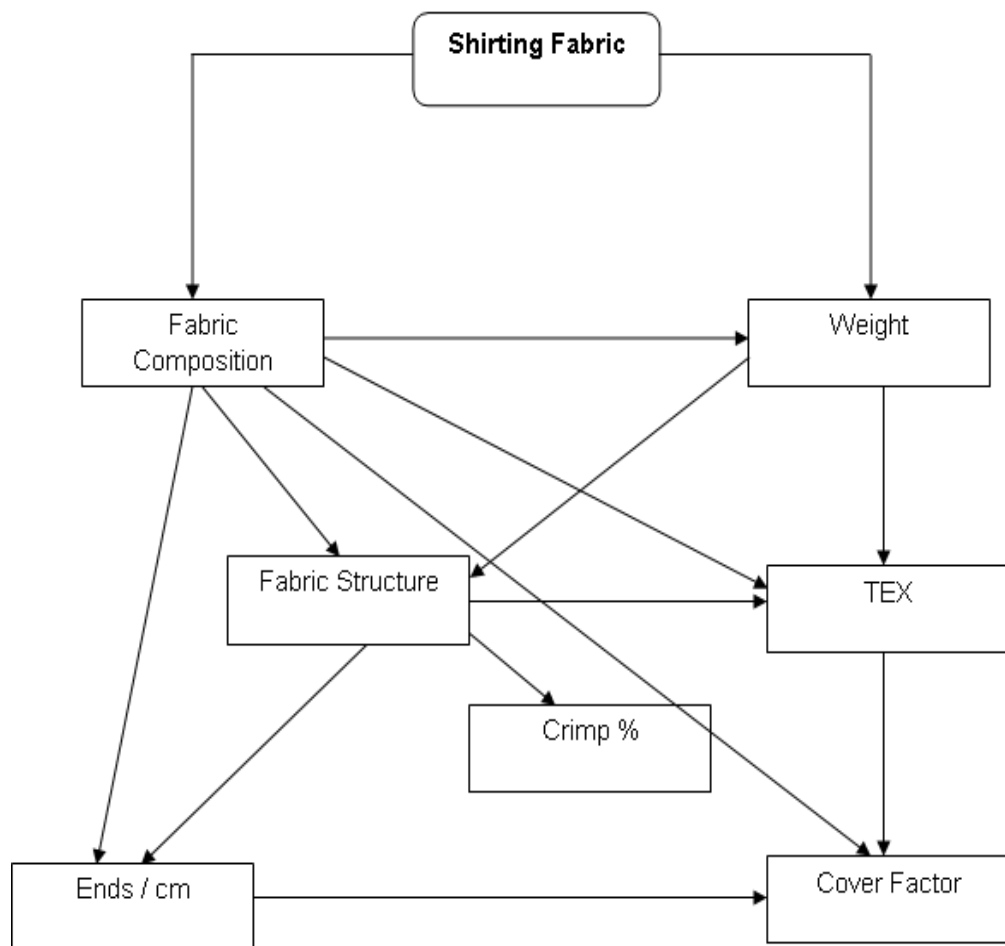 Shirting Fabric
Fabric
Composition
Weight
Fabric Structure
TEX
Crimp %
Ends / cm
Cover Factor